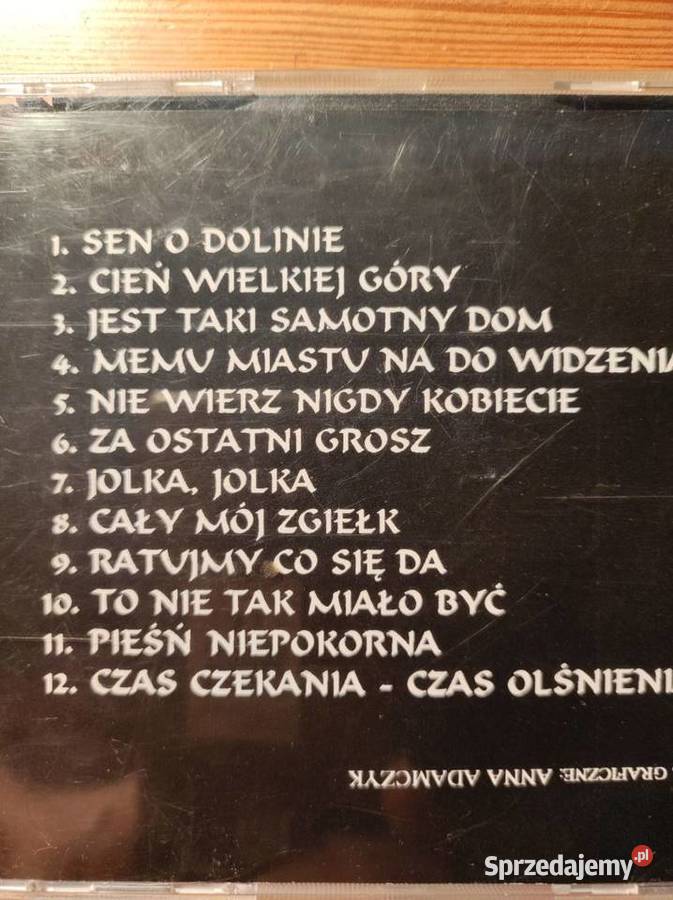 1. SEN O DOLINIE
2. CIEŃ WIELKIEJ GÓRY
3. JEST TAKI SAMOTNY DOM
4. MEMU MIASTU NA DO WIDZENIA
5. NIE WIERZ NIGDY KOBIECIE
6. ZA OSTATNI GROSZ
7. JOLKA, JOLKA
8. CAŁY MÓJ ZGIEŁK
9. RATUJMY CO SIĘ DA
10. TO NIE TAK MIAŁO BYĆ
11. PIEŚŃ NIEPOKORNA
12. CZAS CZEKANIA - CZAS OLŚNIENI
GRAFICZNE: ANNA ADAMCZYK
Sprzedajemy.pl